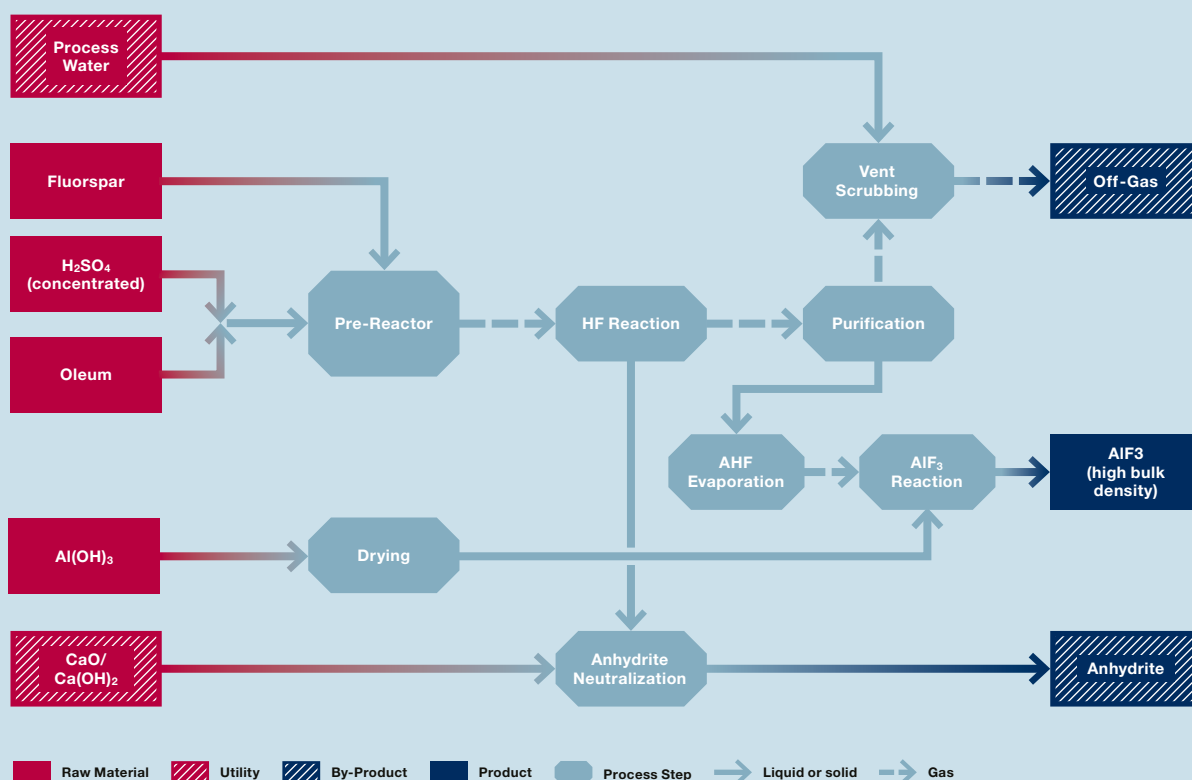 Process
Water
Fluorspar
Vent
Scrubbing
Off-Gas
H₂SO₄
(concentrated)
Pre-Reactor
HF Reaction
Purification
Oleum
AHF
Evaporation
AlF₃
Reaction
AlF3
(high bulk
density)
Al(OH)₃
Drying
CaO/
Ca(OH)₂
Anhydrite
Neutralization
Anhydrite
Raw Material
Utility
By-Product
Product
Process Step
Liquid or solid
Gas